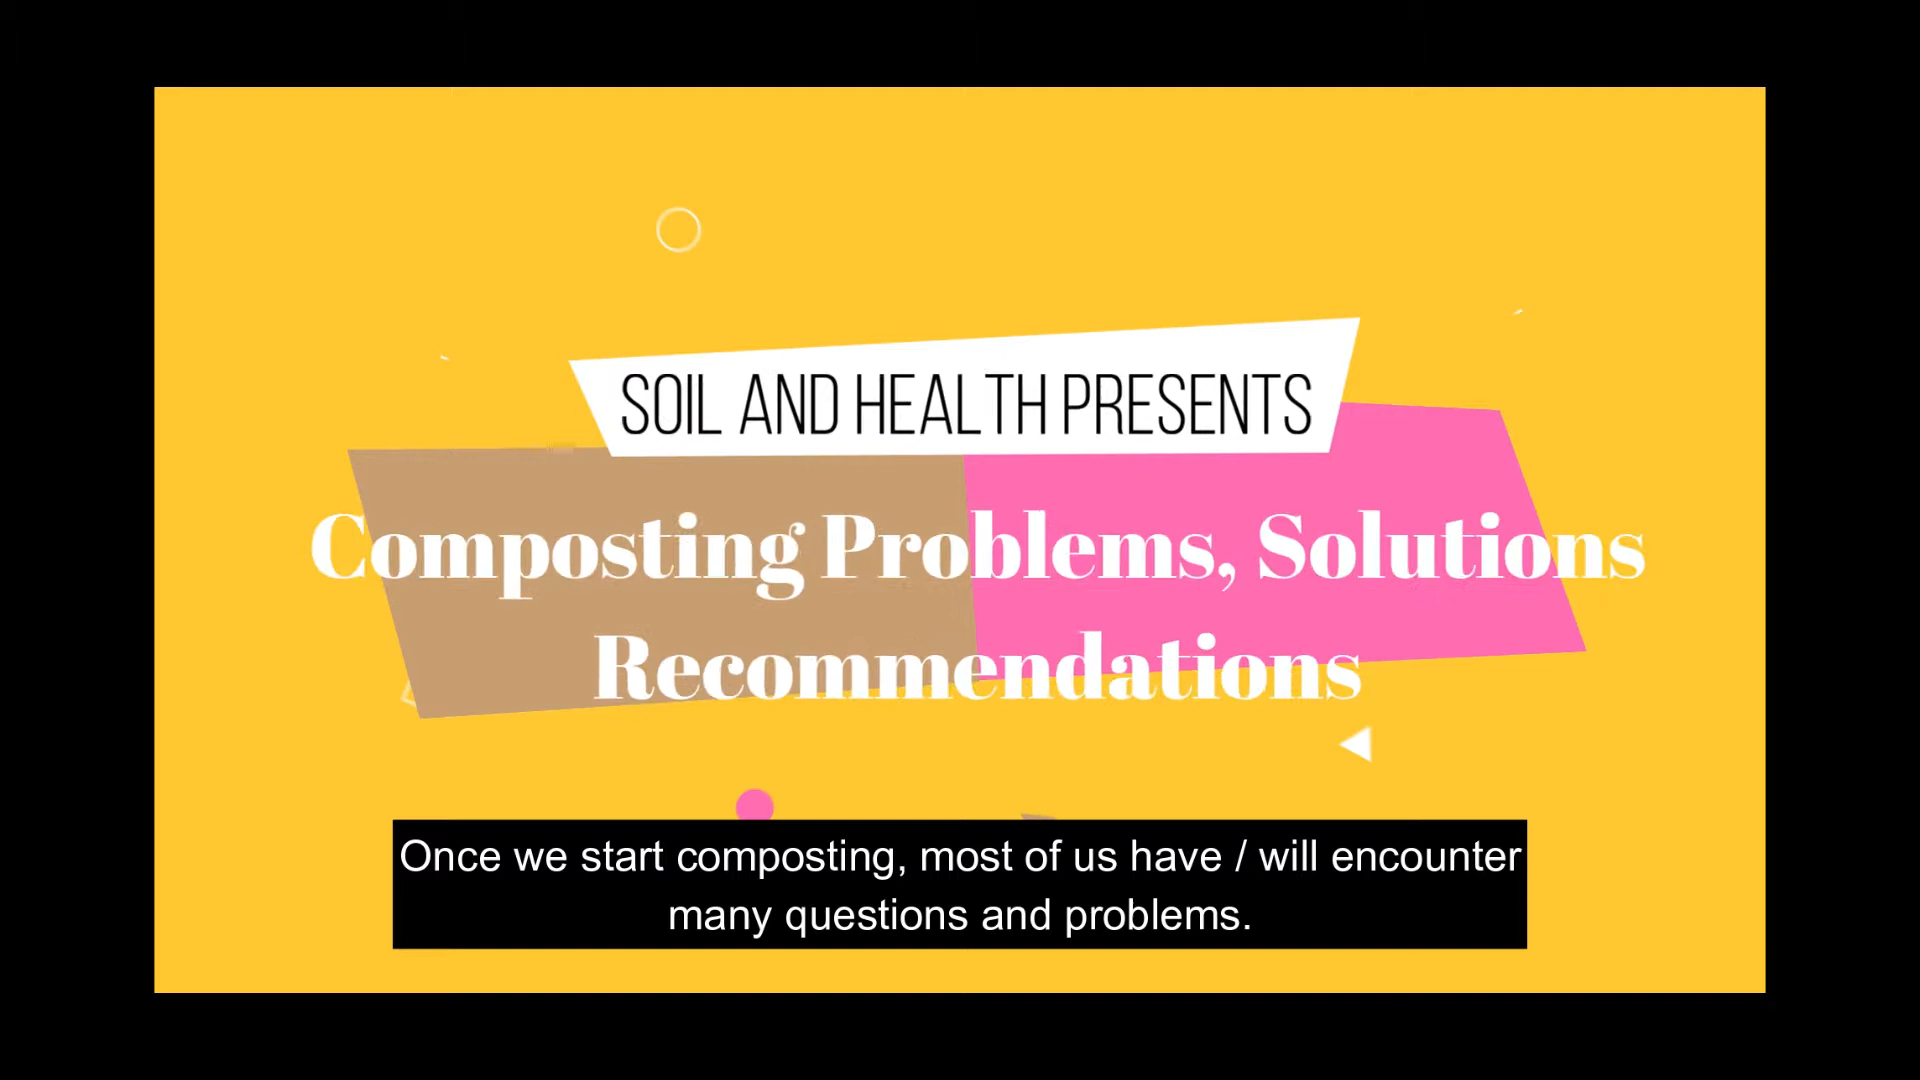 SOIL AND HEALTH PRESENTS
Composting Problems, Solutions
Recommendations
Once we start composting, most of us have / will encounter
many questions and problems.